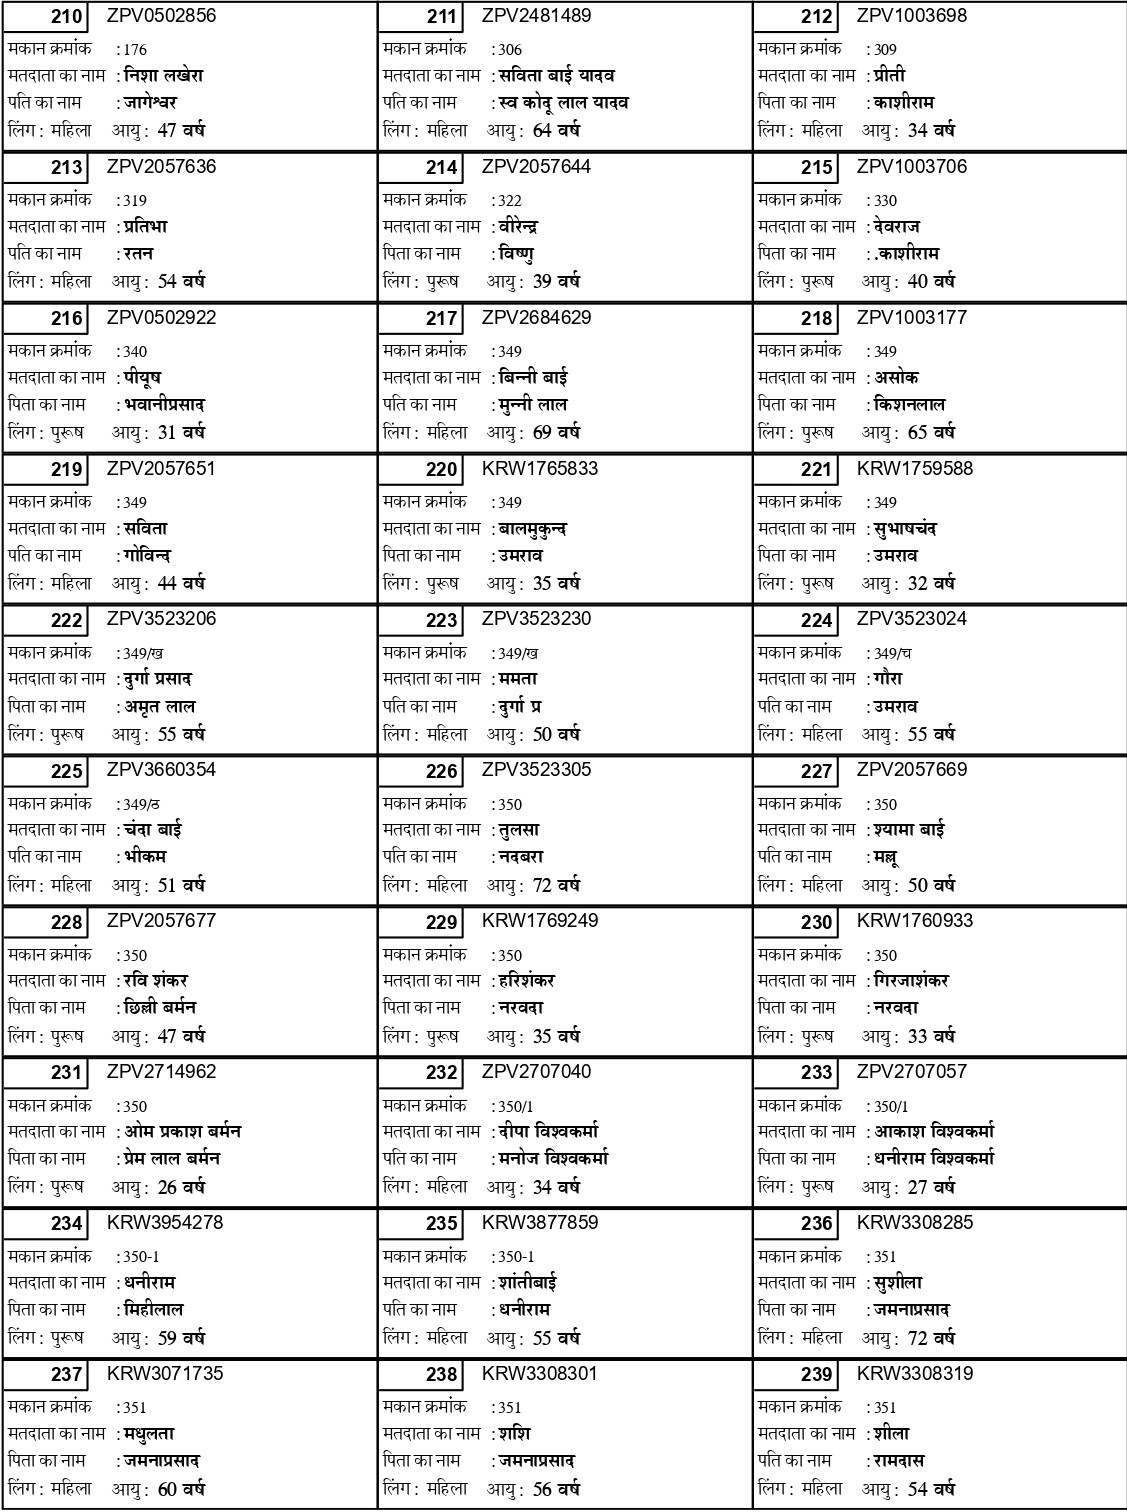 210 ZPV0502856
मकान क्रमांक : 176
मतदाता का नाम : निशा लखेरा
पति का नाम : जागेश्वर
लिंग : महिला आयु : 47 वर्ष
211 ZPV2481489
मकान क्रमांक : 306
मतदाता का नाम : सविता बाई यादव
पति का नाम : स्व कोदू लाल यादव
लिंग : महिला आयु : 64 वर्ष
212 ZPV1003698
मकान क्रमांक : 309
मतदाता का नाम : प्रीती
पिता का नाम : काशीराम
लिंग : महिला आयु : 34 वर्ष
213 ZPV2057636
मकान क्रमांक : 319
मतदाता का नाम : प्रतिभा
पति का नाम : रतन
लिंग : महिला आयु : 54 वर्ष
214 ZPV2057644
मकान क्रमांक : 322
मतदाता का नाम : वीरेन्द्र
पिता का नाम : विष्णु
लिंग : पुरूष आयु : 39 वर्ष
215 ZPV1003706
मकान क्रमांक : 330
मतदाता का नाम : देवराज
पिता का नाम : .काशीराम
लिंग : पुरूष आयु : 40 वर्ष
216 ZPV0502922
मकान क्रमांक : 340
मतदाता का नाम : पीयूष
पिता का नाम : भवानीप्रसाद
लिंग : पुरूष आयु : 31 वर्ष
217 ZPV2684629
मकान क्रमांक : 349
मतदाता का नाम : बिन्नी बाई
पति का नाम : मुन्नी लाल
लिंग : महिला आयु : 69 वर्ष
218 ZPV1003177
मकान क्रमांक : 349
मतदाता का नाम : असोक
पिता का नाम : किशनलाल
लिंग : पुरूष आयु : 65 वर्ष
219 ZPV2057651
मकान क्रमांक : 349
मतदाता का नाम : सविता
पति का नाम : गोविन्द
लिंग : महिला आयु : 44 वर्ष
220 KRW1765833
मकान क्रमांक : 349
मतदाता का नाम : बालमुकुन्द
पिता का नाम : उमराव
लिंग : पुरूष आयु : 35 वर्ष
221 KRW1759588
मकान क्रमांक : 349
मतदाता का नाम : सुभाषचंद
पिता का नाम : उमराव
लिंग : पुरूष आयु : 32 वर्ष
222 ZPV3523206
मकान क्रमांक : 349/ख
मतदाता का नाम : दुर्गा प्रसाद
पिता का नाम : अमृत लाल
लिंग : पुरूष आयु : 55 वर्ष
223 ZPV3523230
मकान क्रमांक : 349/ख
मतदाता का नाम : ममता
पति का नाम : दुर्गा प्र
लिंग : महिला आयु : 50 वर्ष
224 ZPV3523024
मकान क्रमांक : 349/च
मतदाता का नाम : गौरा
पति का नाम : उमराव
लिंग : महिला आयु : 55 वर्ष
225 ZPV3660354
मकान क्रमांक : 349/ठ
मतदाता का नाम : चंदा बाई
पति का नाम : भीकम
लिंग : महिला आयु : 51 वर्ष
226 ZPV3523305
मकान क्रमांक : 350
मतदाता का नाम : तुलसा
पति का नाम : नदबरा
लिंग : महिला आयु : 72 वर्ष
227 ZPV2057669
मकान क्रमांक : 350
मतदाता का नाम : श्यामा बाई
पति का नाम : मल्लू
लिंग : महिला आयु : 50 वर्ष
228 ZPV2057677
मकान क्रमांक : 350
मतदाता का नाम : रवि शंकर
पिता का नाम : छिल्ली बर्मन
लिंग : पुरूष आयु : 47 वर्ष
229 KRW1769249
मकान क्रमांक : 350
मतदाता का नाम : हरिशंकर
पिता का नाम : नरवदा
लिंग : पुरूष आयु : 35 वर्ष
230 KRW1760933
मकान क्रमांक : 350
मतदाता का नाम : गिरजाशंकर
पिता का नाम : नरवदा
लिंग : पुरूष आयु : 33 वर्ष
231 ZPV2714962
मकान क्रमांक : 350
मतदाता का नाम : ओम प्रकाश बर्मन
पिता का नाम : प्रेम लाल बर्मन
लिंग : पुरूष आयु : 26 वर्ष
232 ZPV2707040
मकान क्रमांक : 350/1
मतदाता का नाम : दीपा विश्वकर्मा
पति का नाम : मनोज विश्वकर्मा
लिंग : महिला आयु : 34 वर्ष
233 ZPV2707057
मकान क्रमांक : 350/1
मतदाता का नाम : आकाश विश्वकर्मा
पिता का नाम : धनीराम विश्वकर्मा
लिंग : पुरूष आयु : 27 वर्ष
234 KRW3954278
मकान क्रमांक : 350-1
मतदाता का नाम : धनीराम
पिता का नाम : मिहीलाल
लिंग : पुरूष आयु : 59 वर्ष
235 KRW3877859
मकान क्रमांक : 350-1
मतदाता का नाम : शांतीबाई
पति का नाम : धनीराम
लिंग : महिला आयु : 55 वर्ष
236 KRW3308285
मकान क्रमांक : 351
मतदाता का नाम : सुशीला
पिता का नाम : जमनाप्रसाद
लिंग : महिला आयु : 72 वर्ष
237 KRW3071735
मकान क्रमांक : 351
मतदाता का नाम : मधुलता
पिता का नाम : जमनाप्रसाद
लिंग : महिला आयु : 60 वर्ष
238 KRW3308301
मकान क्रमांक : 351
मतदाता का नाम : शशि
पिता का नाम : जमनाप्रसाद
लिंग : महिला आयु : 56 वर्ष
239 KRW3308319
मकान क्रमांक : 351
मतदाता का नाम : शीला
पति का नाम : रामदास
लिंग : महिला आयु : 54 वर्ष